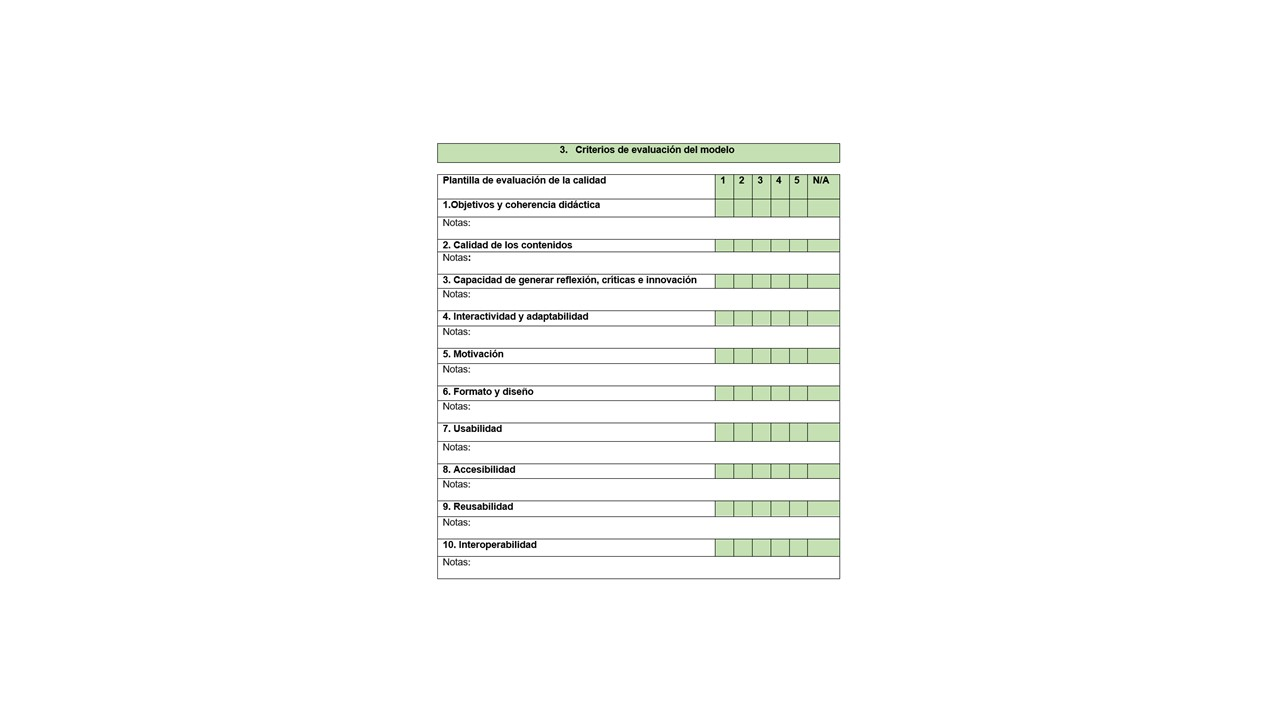 3. Criterios de evaluación del modelo
Plantilla de evaluación de la calidad 1 2 3 4 5 N/A
1.Objetivos y coherencia didáctica
Notas:
2. Calidad de los contenidos
Notas:
3. Capacidad de generar reflexión, críticas e innovación
Notas:
4. Interactividad y adaptabilidad
Notas:
5. Motivación
Notas:
6. Formato y diseño
Notas:
7. Usabilidad
Notas:
8. Accesibilidad
Notas:
9. Reusabilidad
Notas:
10. Interoperabilidad
Notas: